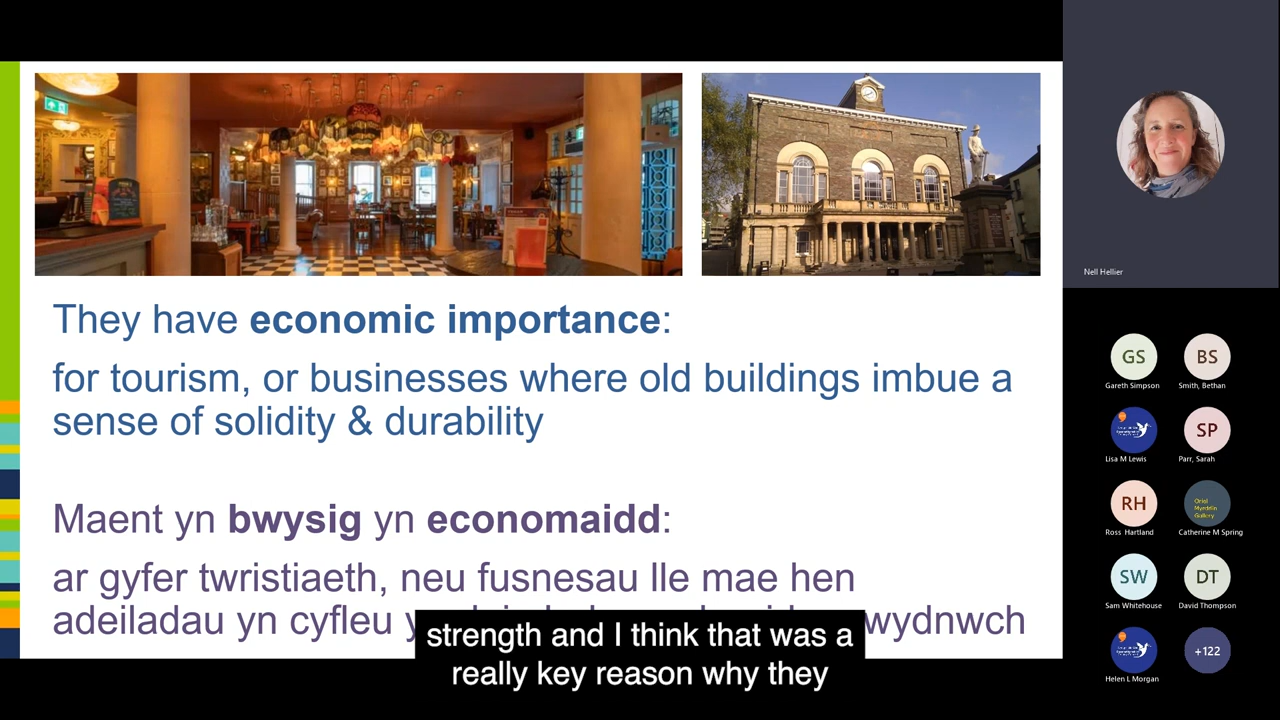 They have economic importance:
for tourism, or businesses where old buildings imbue a
sense of solidity & durability
Maent yn bwysig yn economaidd:
ar gyfer twristiaeth, neu fusnesau lle mae hen
adeiladau yn cyfleu
wydnwch
strength and I think that was a
really key reason why they
Nell Hellier
GS
Gareth Simpson
BS
Smith, Bethan
Lisa M Lewis
SP
Parr, Sarah
RH
Ross Hartland
Oriel
Myrddin
Gallery
Catherine M Spring
SW
Sam Whitehouse
DT
David Thompson
Helen L Morgan
+122